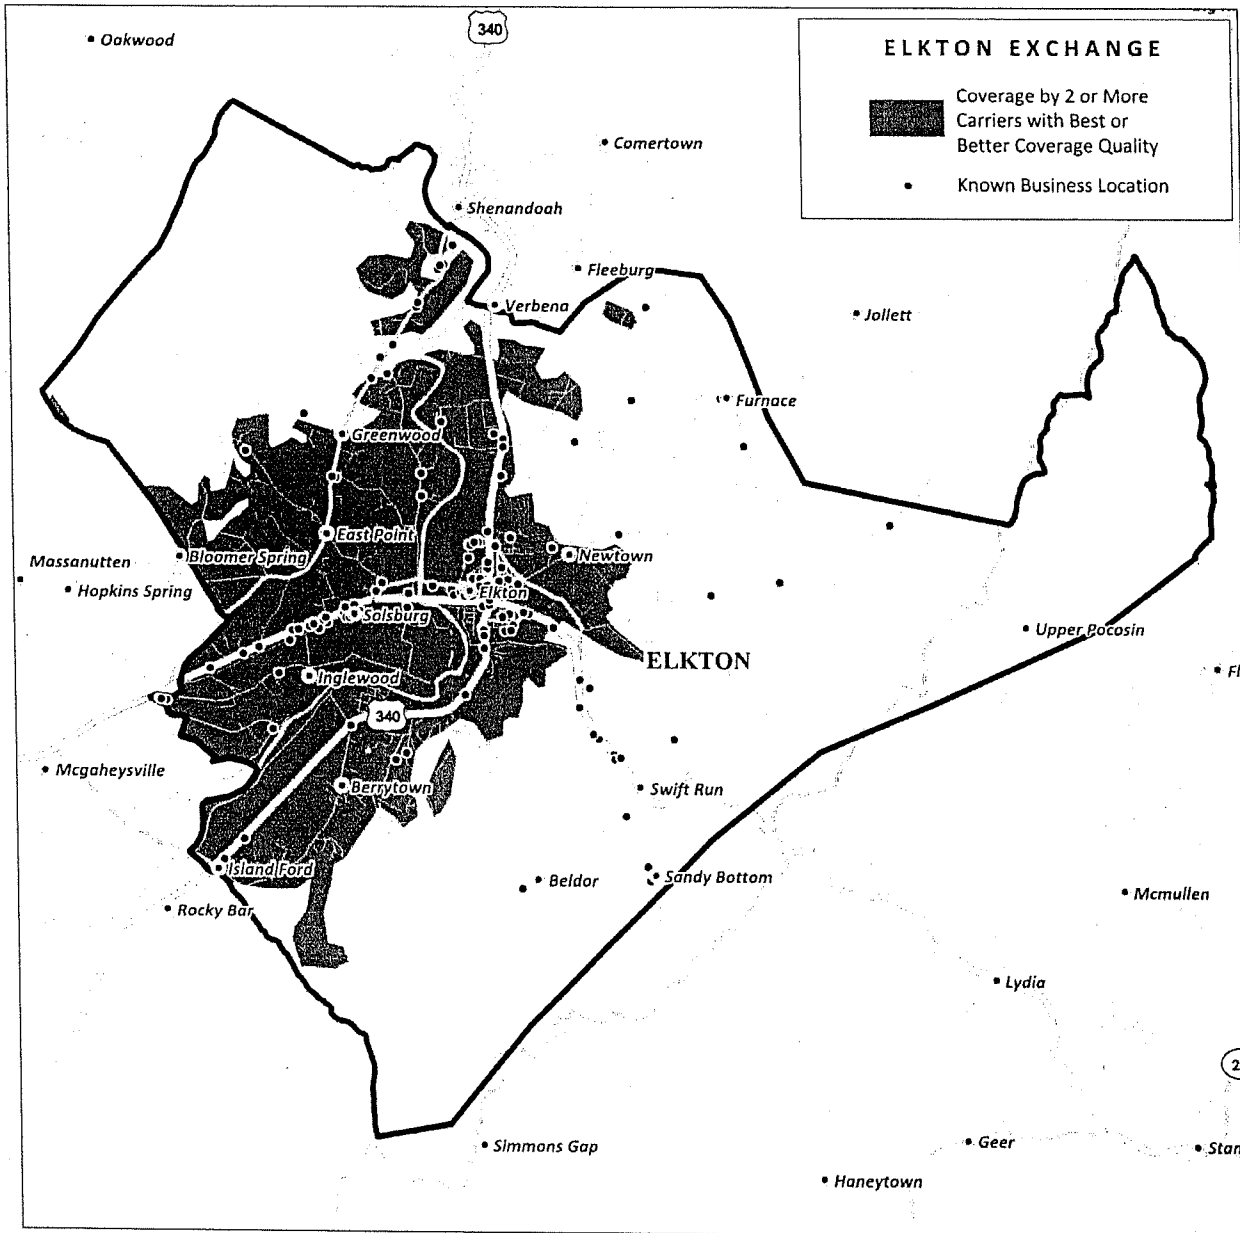 340
Oakwood
ELKTON EXCHANGE
Coverage by 2 or More
Carriers with Best or
Better Coverage Quality
Known Business Location
Comertown
Shenandoah
Fleeburg
Verbena
Jollett
Furnace
Greenwood
East Point
Bloomer Spring
Newtown
Massanutten
Hopkins Spring
Elkton
Solsburg
Upper Pocosin
ELKTON
Fl
Inglewood
340
Mcgaheysville
Berrytown
Swift Run
Island Ford
Beldor
Sandy Bottom
Mcmullen
Rocky Bar
Lydia
2
Simmons Gap
Geer
Stan
Haneytown